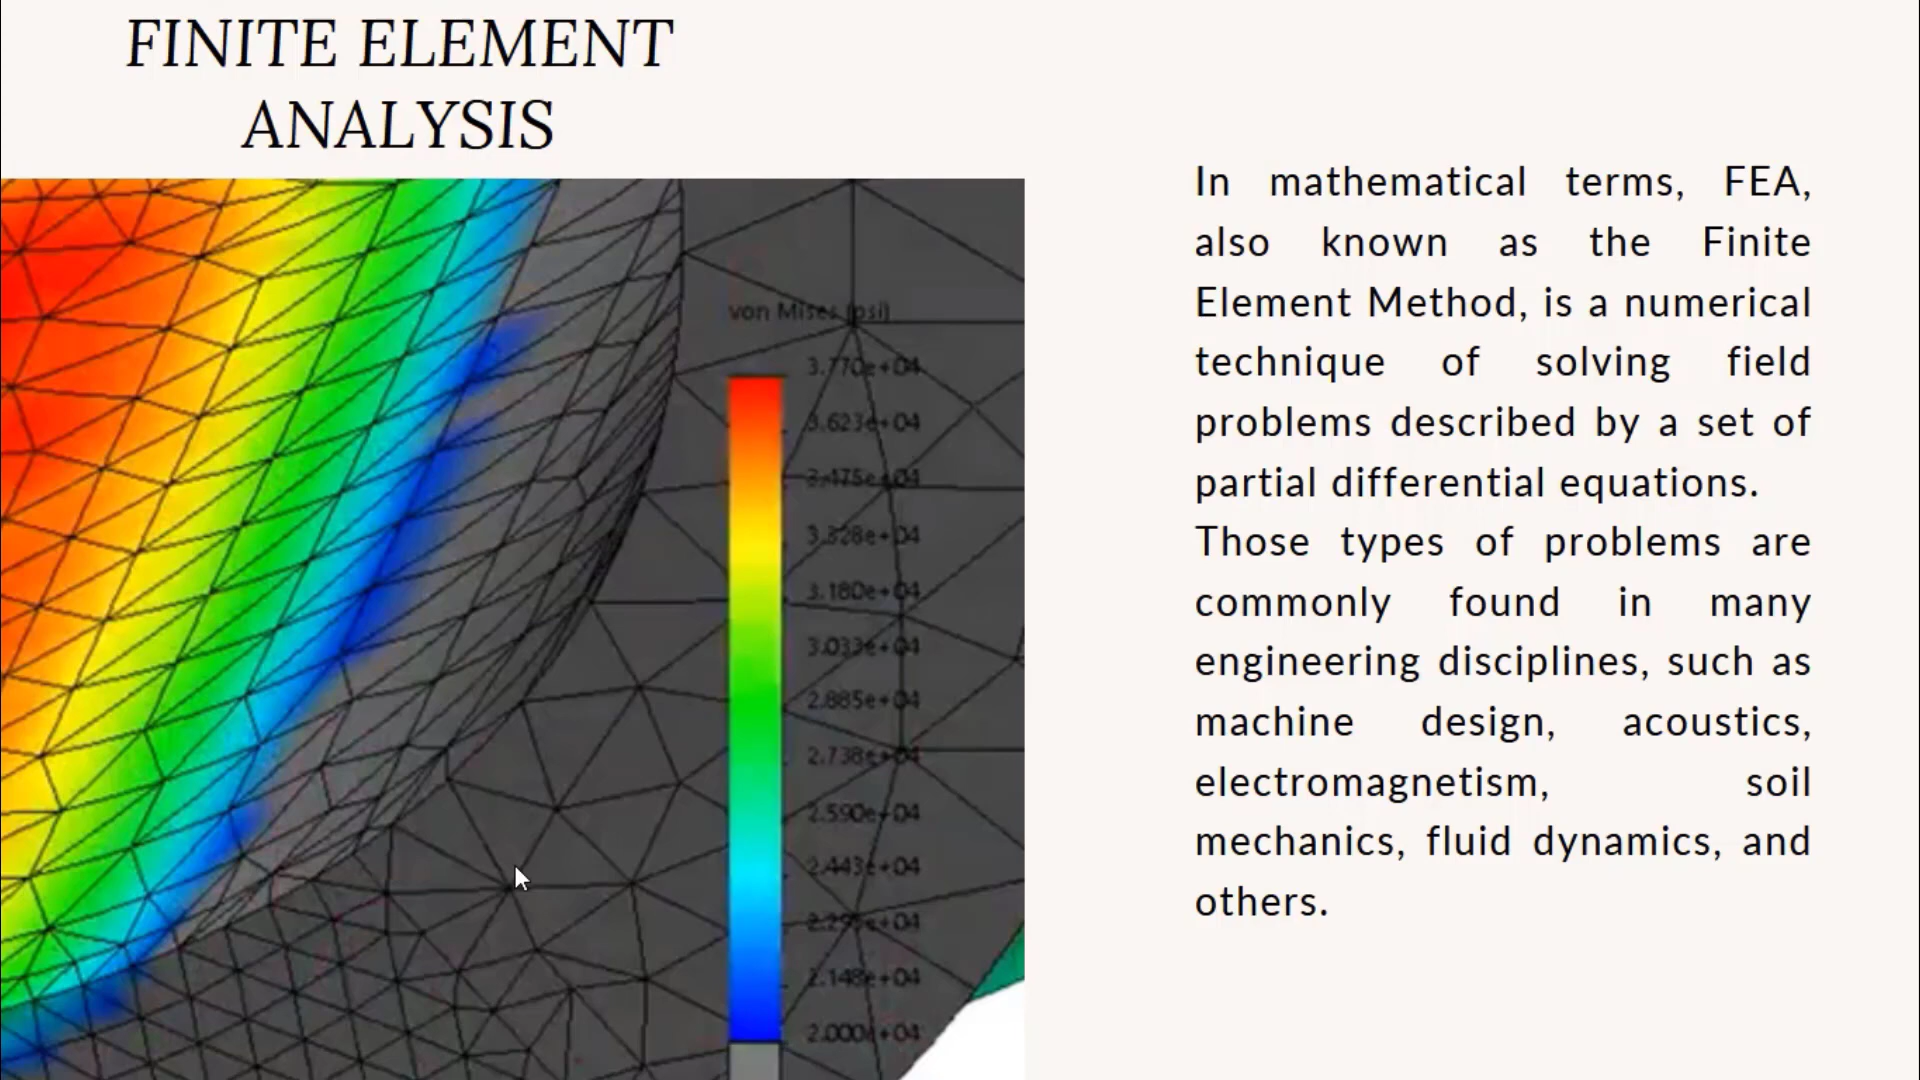 FINITE ELEMENT
ANALYSIS
von Mises (psi)
3.770e+04
3.623e+04
3.475e+04
3.328e+04
3.180e+04
3.033e+04
2.885e+04
2.738e+04
2.590e+04
2.443e+04
2.295e+04
2.148e+04
2.000e+04
In mathematical terms, FEA,
also known as the Finite
Element Method, is a numerical
technique of solving field
problems described by a set of
partial differential equations.
Those types of problems are
commonly found in many
engineering disciplines, such as
machine design, acoustics,
electromagnetism, soil
mechanics, fluid dynamics, and
others.